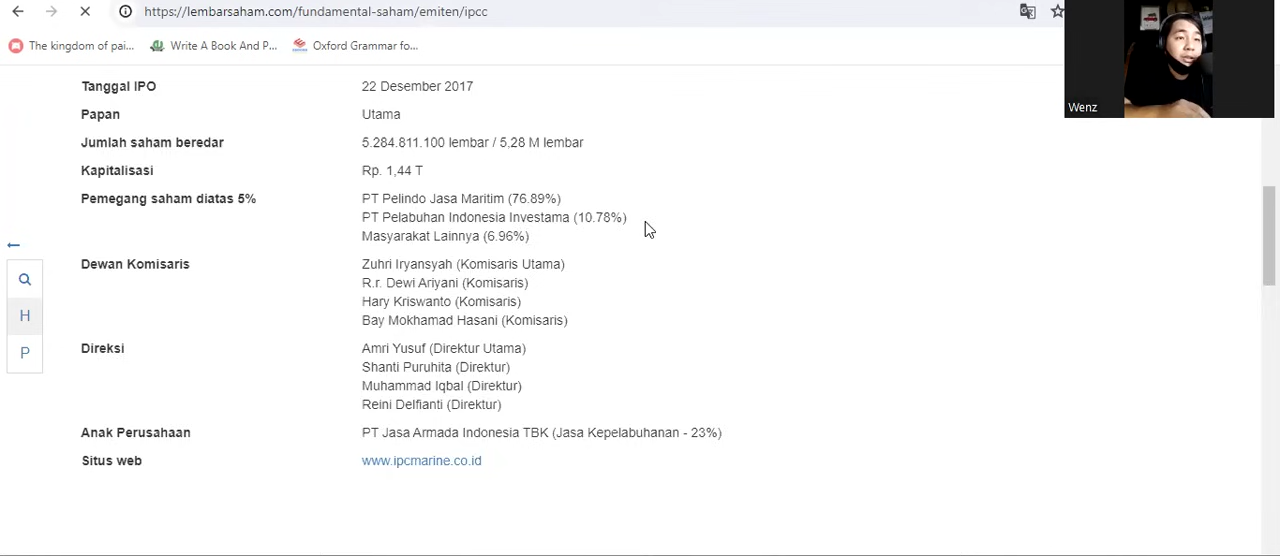 https://lembarsaham.com/fundamental-saham/emiten/ipcc
The kingdom of pai... Write A Book And P... Oxford Grammar fo...
Wenz
Tanggal IPO 22 Desember 2017
Papan Utama
Jumlah saham beredar 5.284.811.100 lembar / 5,28 M lembar
Kapitalisasi Rp. 1,44 T
Pemegang saham diatas 5% PT Pelindo Jasa Maritim (76.89%)
PT Pelabuhan Indonesia Investama (10.78%)
Masyarakat Lainnya (6.96%)
Dewan Komisaris Zuhri Iryansyah (Komisaris Utama)
R.r. Dewi Ariyani (Komisaris)
Hary Kriswanto (Komisaris)
Bay Mokhamad Hasani (Komisaris)
H
P
Direksi Amri Yusuf (Direktur Utama)
Shanti Puruhita (Direktur)
Muhammad Iqbal (Direktur)
Reini Delfianti (Direktur)
Anak Perusahaan PT Jasa Armada Indonesia TBK (Jasa Kepelabuhanan - 23%)
Situs web www.ipcmarine.co.id